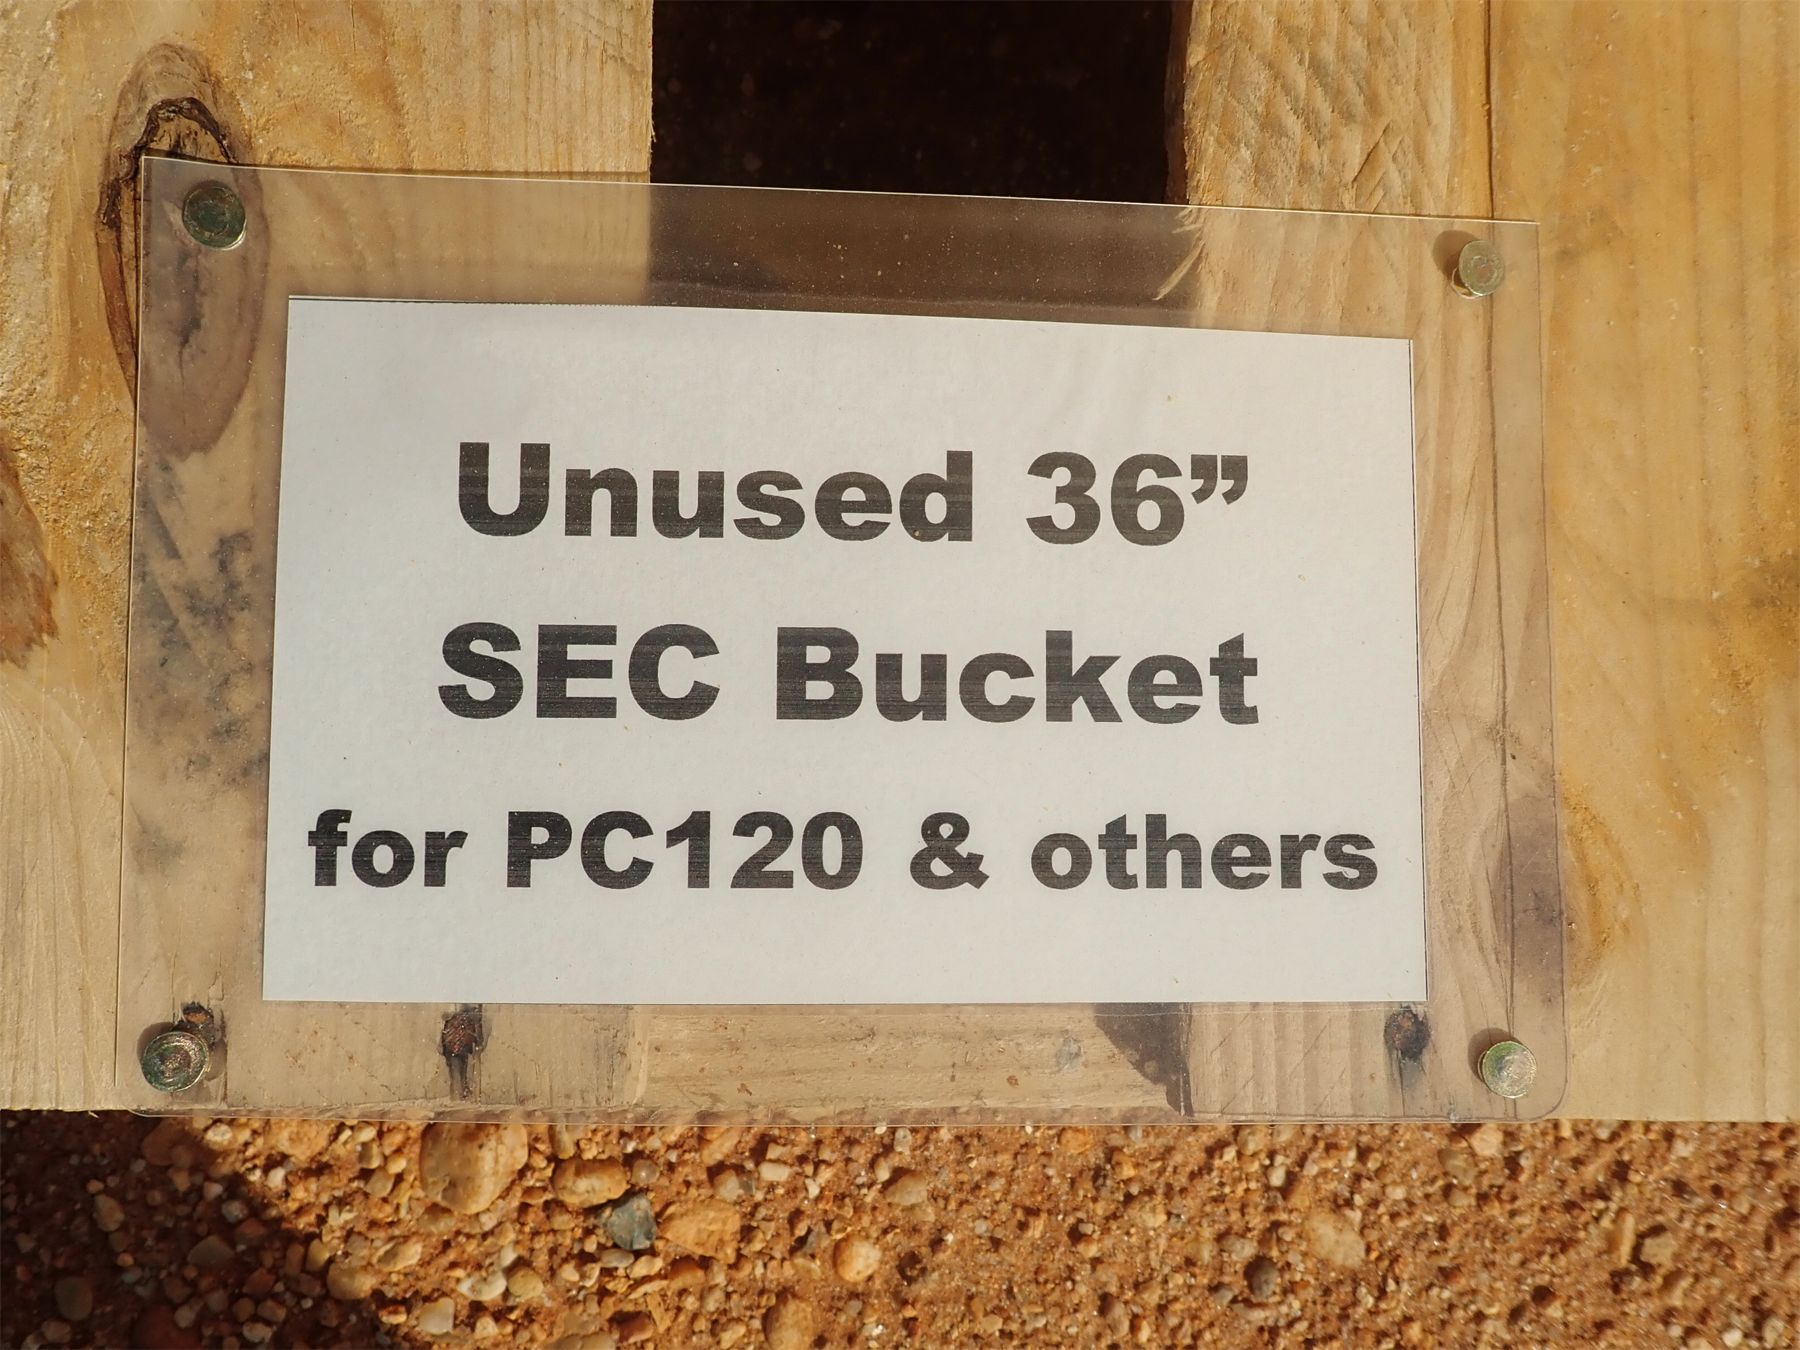 Unused 36”
SEC Bucket
for PC120 & others